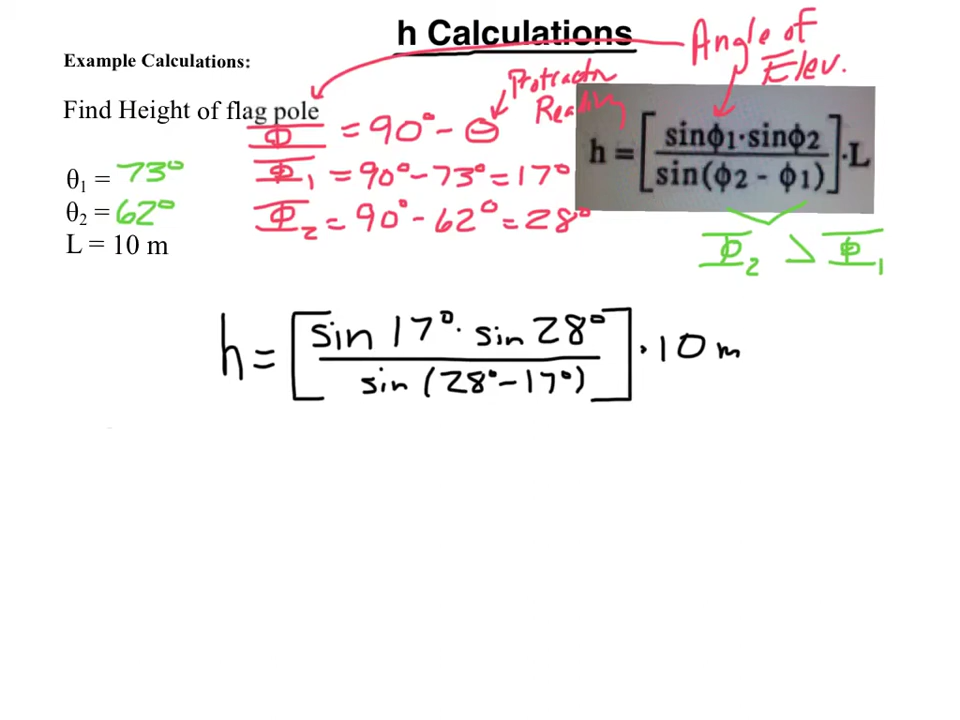 h Calculations
Angle of
Elev.
Example Calculations:
Protractor
Reading
Find Height of flag pole
Φ = 90° - θ
h = [sinϕ1·sinϕ2 / sin(ϕ2 - ϕ1)]·L
θ₁ = 73°
Φ₁ = 90° - 73° = 17°
θ₂ = 62°
Φ₂ = 90° - 62° = 28°
L = 10 m
Φ₂ > Φ₁
h = [sin 17° · sin 28° / sin (28° - 17°)] · 10 m